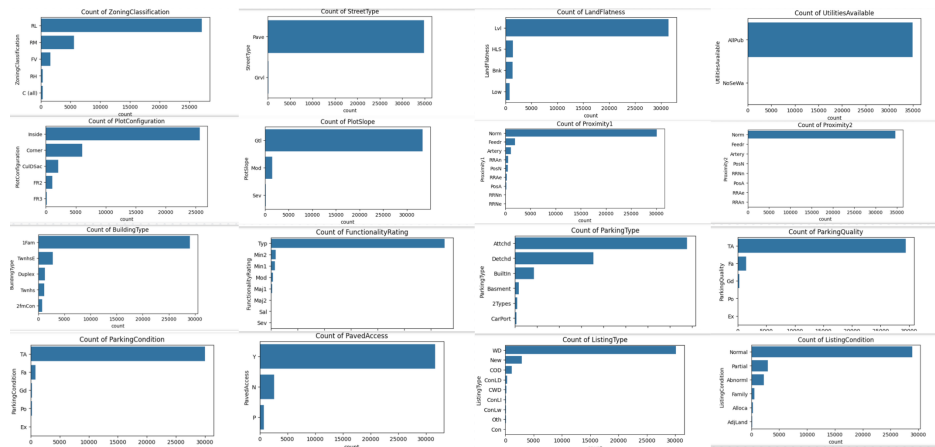 Count of ZoningClassification
ZoningClassification
RL
RM
FV
RH
C (all)
0 5000 10000 15000 20000 25000
count
Count of StreetType
StreetType
Pave
Grvl
0 5000 10000 15000 20000 25000 30000 35000
count
Count of LandFlatness
LandFlatness
Lvl
HLS
Bnk
Low
0 5000 10000 15000 20000 25000 30000
count
Count of UtilitiesAvailable
UtilitiesAvailable
AllPub
NoSeWa
0 5000 10000 15000 20000 25000 30000 35000
count
Count of PlotConfiguration
PlotConfiguration
Inside
Corner
CulDSac
FR2
FR3
0 5000 10000 15000 20000 25000
count
Count of PlotSlope
PlotSlope
Gtl
Mod
Sev
0 5000 10000 15000 20000 25000 30000
count
Count of Proximity1
Proximity1
Norm
Feedr
Artery
RRAn
PosN
RRAe
PosA
RRNn
RRNe
0 5000 10000 15000 20000 25000 30000
count
Count of Proximity2
Proximity2
Norm
Feedr
Artery
PosN
RRNn
PosA
RRAe
RRAn
0 5000 10000 15000 20000 25000 30000 35000
count
Count of BuildingType
BuildingType
1Fam
TwnhsE
Duplex
Twnhs
2fmCon
0 5000 10000 15000 20000 25000 30000
count
Count of FunctionalityRating
FunctionalityRating
Typ
Min2
Min1
Mod
Maj1
Maj2
Sal
Sev
Count of ParkingType
ParkingType
Attchd
Detchd
BuiltIn
Basment
2Types
CarPort
Count of ParkingQuality
ParkingQuality
TA
Fa
Gd
Po
Ex
0 5000 10000 15000 20000 25000 30000
Count of ParkingCondition
ParkingCondition
TA
Fa
Gd
Po
Ex
0 5000 10000 15000 20000 25000 30000
count
Count of PavedAccess
PavedAccess
Y
N
P
0 5000 10000 15000 20000 25000 30000
count
Count of ListingType
ListingType
WD
New
COD
ConLD
CWD
ConLI
ConLw
Oth
Con
0 5000 10000 15000 20000 25000 30000
count
Count of ListingCondition
ListingCondition
Normal
Partial
Abnorml
Family
Alloca
AdjLand
0 5000 10000 15000 20000 25000 30000
count